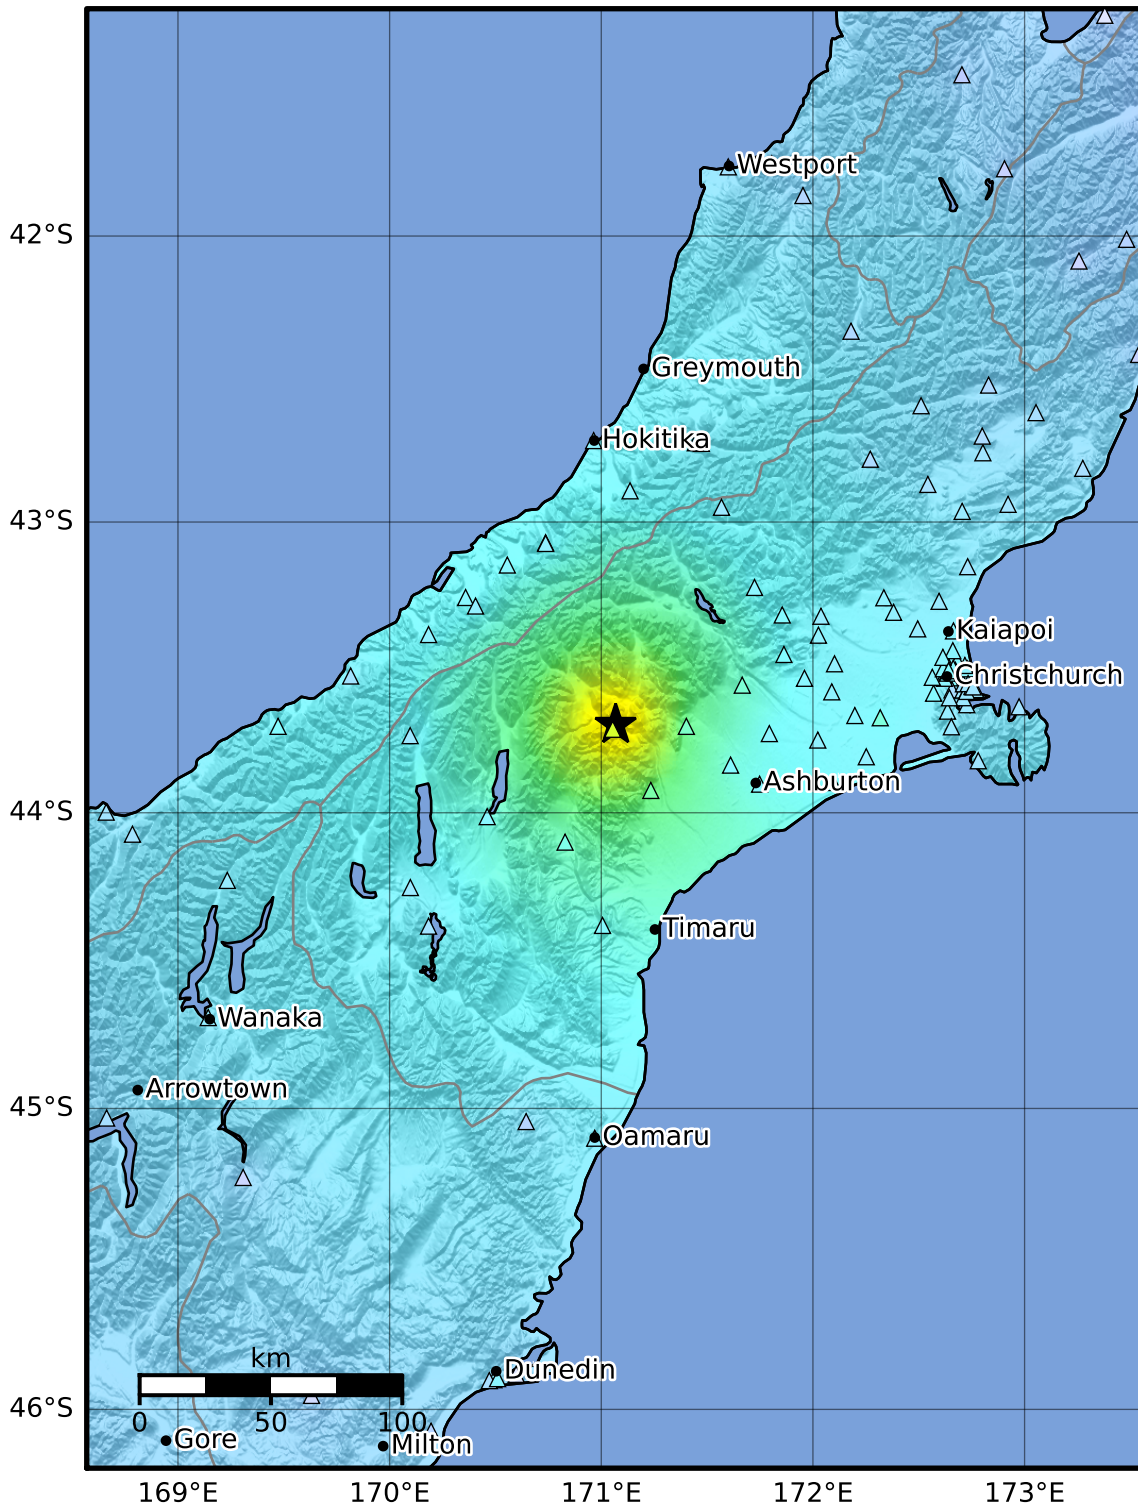 Westport
42°S
Greymouth
Hokitika
43°S
Kaiapoi
Christchurch
Ashburton
44°S
Timaru
Wanaka
Arrowtown
45°S
Oamaru
km
Dunedin
46°S
0 50 100
Gore
Milton
169°E 170°E 171°E 172°E 173°E